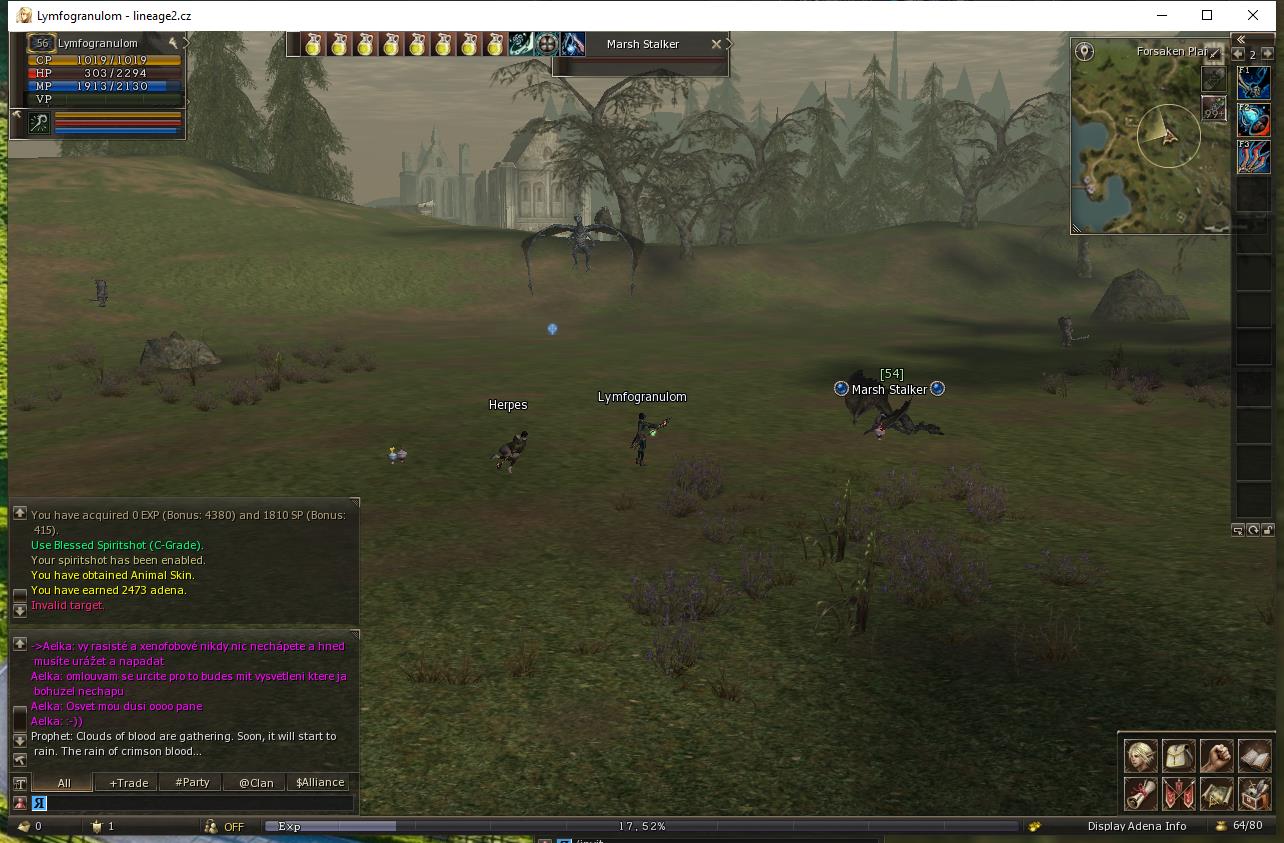 Lymfogranulom - lineage2.cz
56 Lymfogranulom
CP 1019/1019
HP 303/2294
MP 1913/2130
VP
Marsh Stalker
Forsaken Plai
2
F1
99+
F2
F3
[54]
Marsh Stalker
Lymfogranulom
Herpes
You have acquired 0 EXP (Bonus: 4380) and 1810 SP (Bonus:
415).
Use Blessed Spiritshot (C-Grade).
Your spiritshot has been enabled.
You have obtained Animal Skin.
You have earned 2473 adena.
Invalid target.
->Aelka: vy rasisté a xenofobové nikdy nic nechápete a hned
musíte urážet a napadat
Aelka: omlouvam se urcite pro to budes mit vysvetleni ktere ja
bohuzel nechapu
Aelka: Osvet mou dusi oooo pane
Aelka: :-))
Prophet: Clouds of blood are gathering. Soon, it will start to
rain. The rain of crimson blood...
All +Trade #Party @Clan $Alliance
Я
0 1 OFF Exp 17,52% Display Adena Info 64/80